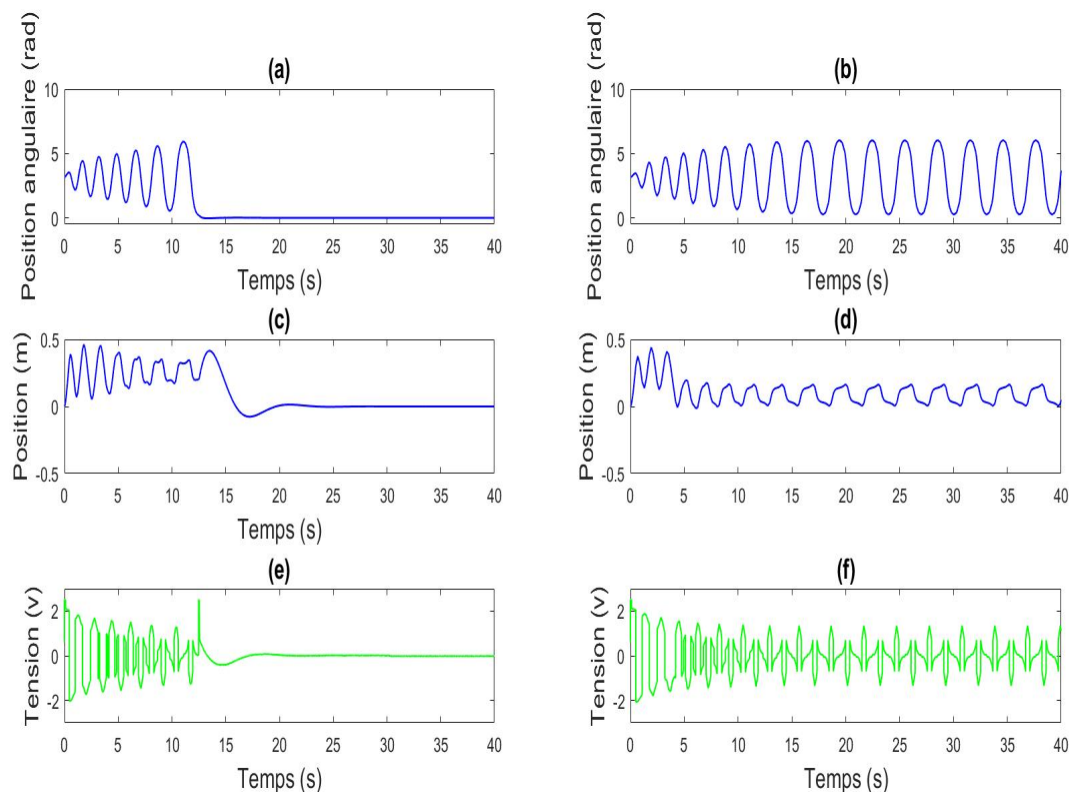 (a)
Position angulaire (rad)
10
5
0
0 5 10 15 20 25 30 35 40
Temps (s)
(b)
Position angulaire (rad)
10
5
0
0 5 10 15 20 25 30 35 40
Temps (s)
(c)
Position (m)
0.5
0
-0.5
0 5 10 15 20 25 30 35 40
Temps (s)
(d)
Position (m)
0.5
0
-0.5
0 5 10 15 20 25 30 35 40
Temps (s)
(e)
Tension (v)
2
0
-2
0 5 10 15 20 25 30 35 40
Temps (s)
(f)
Tension (v)
2
0
-2
0 5 10 15 20 25 30 35 40
Temps (s)